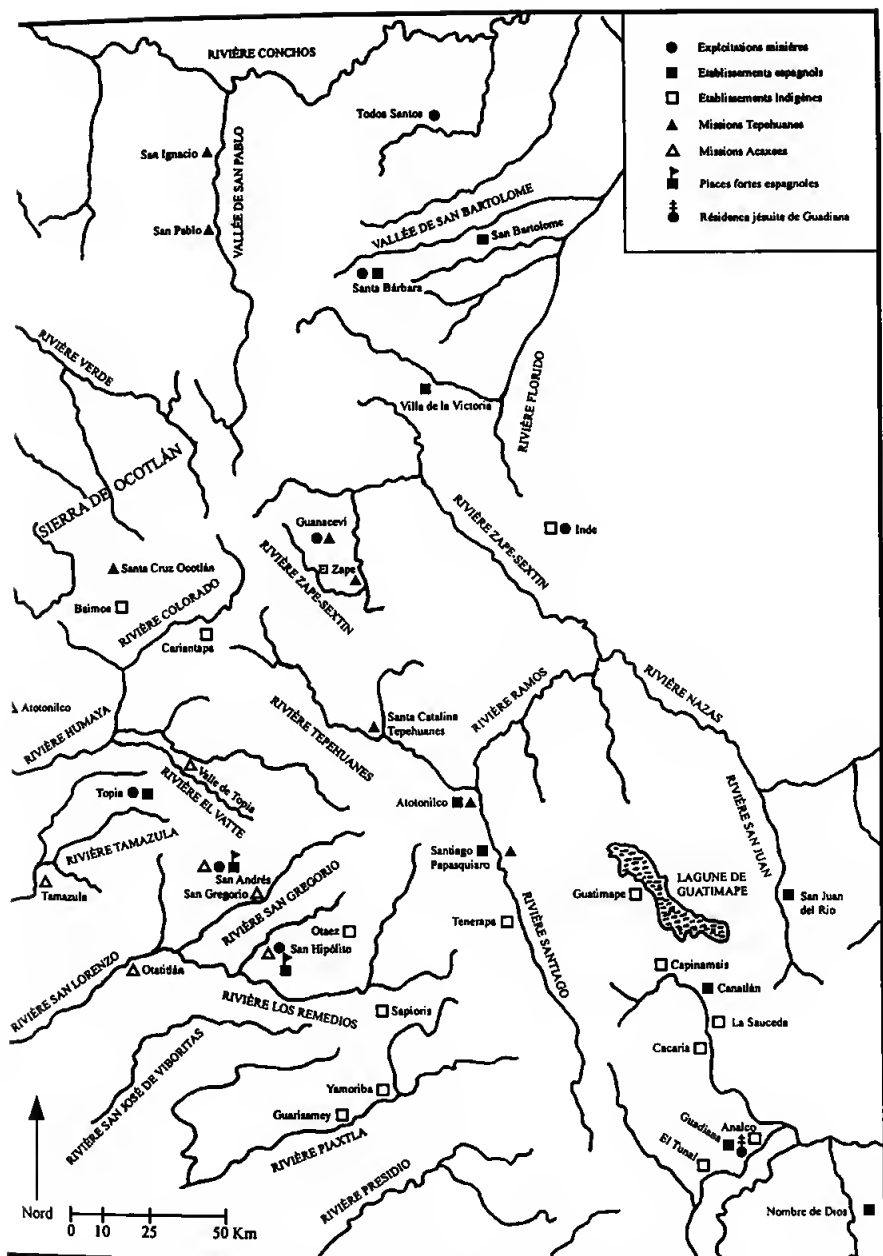 RIVIÈRE CONCHOS
Exploitations minières
Etablissements espagnols
Etablissements Indigènes
Missions Tepehuanes
Missions Acaxees
Places fortes espagnoles
Résidence jésuite de Guadiana
Todos Santos
San Ignacio
VALLÉE DE SAN PABLO
San Pablo
VALLÉE DE SAN BARTOLOME
San Bartolome
Santa Bárbara
RIVIÈRE VERDE
Villa de la Victoria
RIVIÈRE FLORIDO
SIERRA DE OCOTLÁN
Guanaceví
El Zape
RIVIÈRE ZAPE-SEXTIN
RIVIÈRE ZAPE-SEXTIN
Inde
Santa Cruz Ocotlán
Baimoa
RIVIÈRE COLORADO
Cariantapa
Atotonilco
RIVIÈRE HUMAYA
RIVIÈRE TEPEHUANES
Santa Catalina
Tepehuanes
RIVIÈRE RAMOS
RIVIÈRE NAZAS
Valle de Topia
Topia
RIVIÈRE EL VATTE
Atotonilco
RIVIÈRE SAN JUAN
RIVIÈRE TAMAZULA
Santiago
Papasquiaro
LAGUNE DE
GUATIMAPE
Tamazula
San Andrés
San Gregorio
RIVIÈRE SAN GREGORIO
Guatimape
San Juan
del Rio
Otaez
San Hipólito
Tenerapa
RIVIÈRE SANTIAGO
Otatitlán
RIVIÈRE SAN LORENZO
RIVIÈRE LOS REMEDIOS
Sapioris
Capinamais
Canatlán
La Sauceda
Cacaria
RIVIÈRE SAN JOSÉ DE VIBORITAS
Yamoriba
Guarisamey
RIVIÈRE PIAXTLA
Guadiana
Analco
El Tunal
RIVIÈRE PRESIDIO
Nombre de Dios
Nord
0 10 25 50 Km